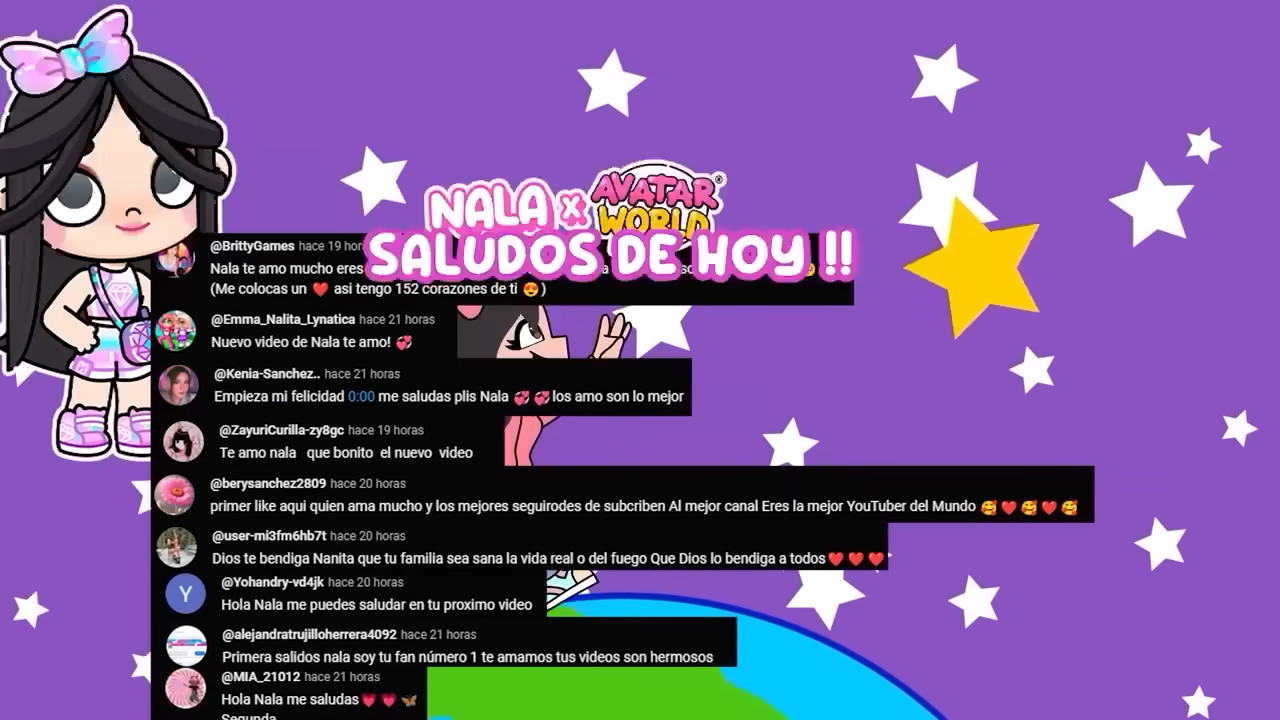 NALA x AVATAR WORLD®
SALUDOS DE HOY !!
@BrittyGames hace 19 hor
Nala te amo mucho eres
(Me colocas un ❤️ asi tengo 152 corazones de ti 😍)
@Emma_Nalita_Lynatica hace 21 horas
Nuevo video de Nala te amo! 💞
@Kenia-Sanchez.. hace 21 horas
Empieza mi felicidad 0:00 me saludas plis Nala 💞💞los amo son lo mejor
@ZayuriCurilla-zy8gc hace 19 horas
Te amo nala que bonito el nuevo video
@berysanchez2809 hace 20 horas
primer like aqui quien ama mucho y los mejores seguirodes de subcriben Al mejor canal Eres la mejor YouTuber del Mundo 🥰❤️🥰❤️🥰
@user-mi3fm6hb7t hace 20 horas
Dios te bendiga Nanita que tu familia sea sana la vida real o del fuego Que Dios lo bendiga a todos❤️❤️❤️
Y
@Yohandry-vd4jk hace 20 horas
Hola Nala me puedes saludar en tu proximo video
@alejandratrujilloherrera4092 hace 21 horas
Primera salidos nala soy tu fan número 1 te amamos tus videos son hermosos
@MIA_21012 hace 21 horas
Hola Nala me saludas💗💗🦋
Segunda